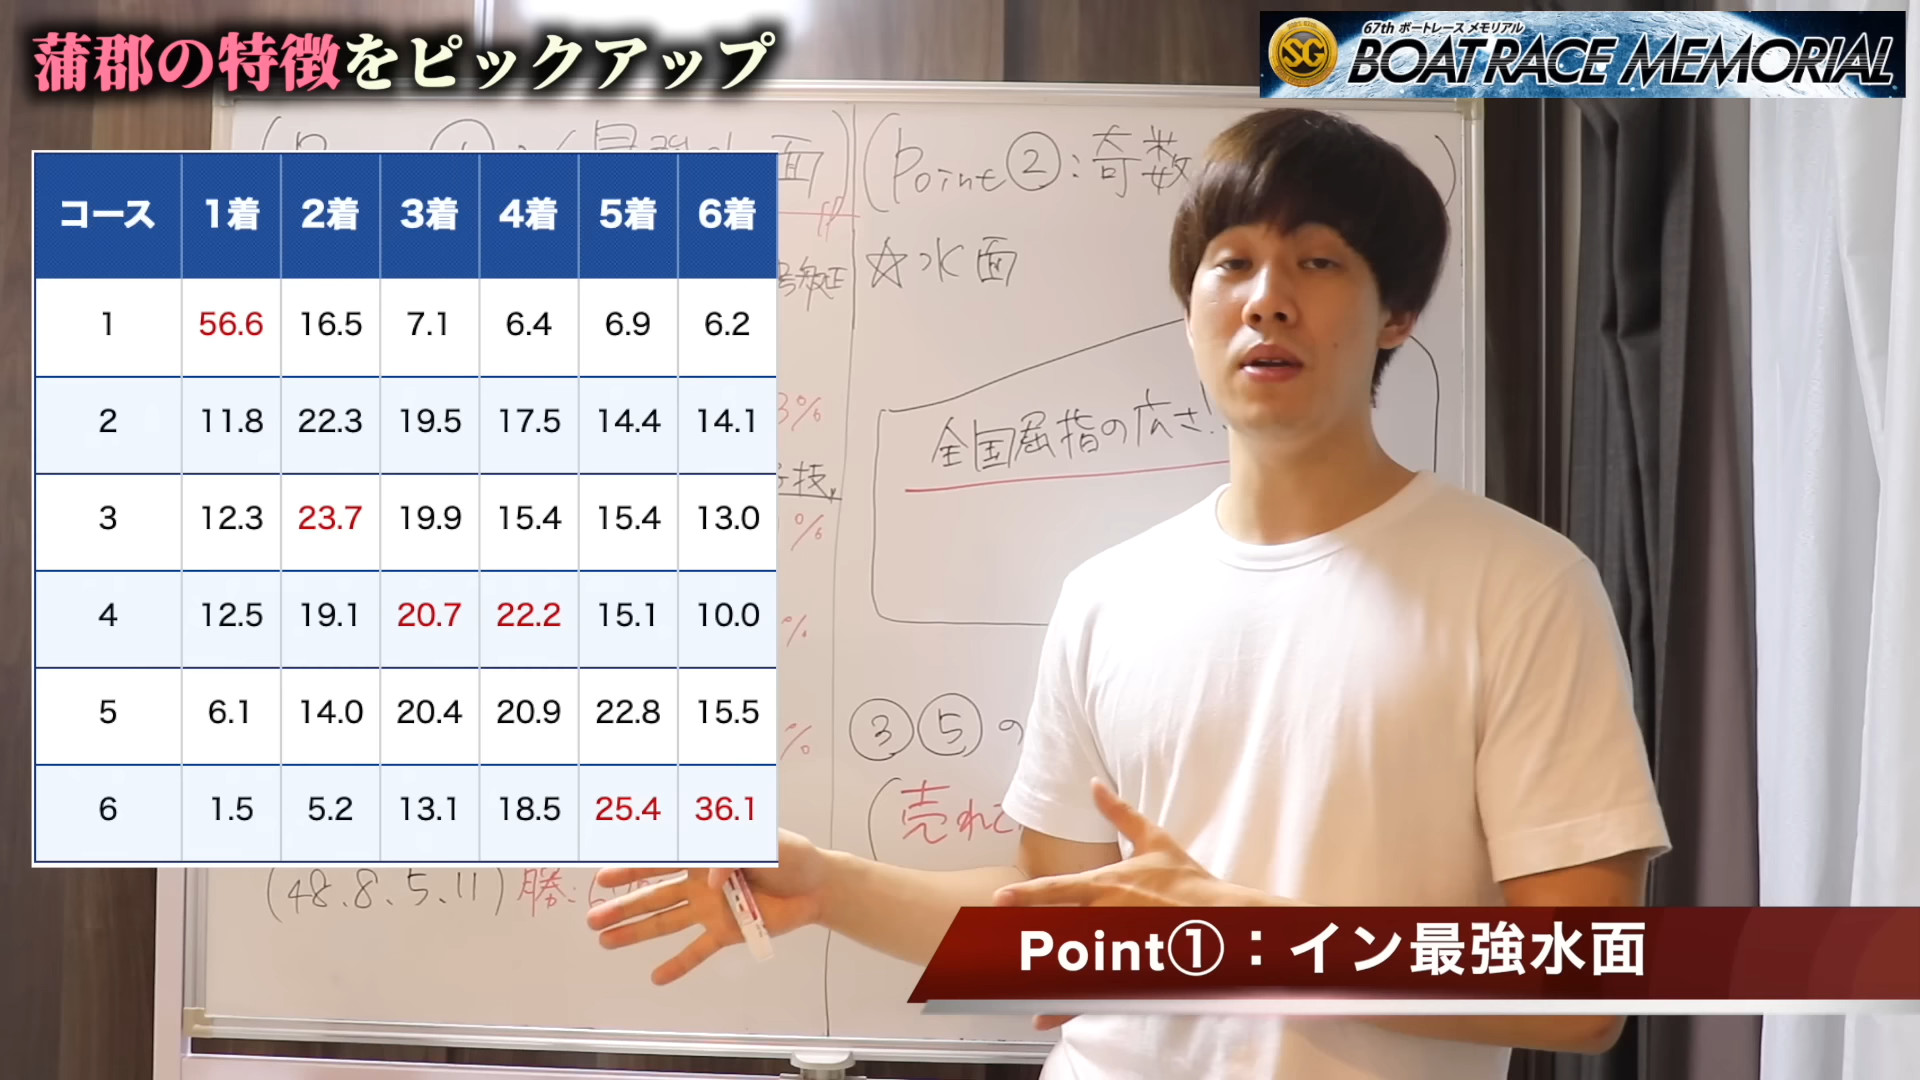 蒲郡の特徴をピックアップ
67th ボートレース メモリアル
SG BOAT RACE MEMORIAL
コース 1着 2着 3着 4着 5着 6着
1 56.6 16.5 7.1 6.4 6.9 6.2
2 11.8 22.3 19.5 17.5 14.4 14.1
3 12.3 23.7 19.9 15.4 15.4 13.0
4 12.5 19.1 20.7 22.2 15.1 10.0
5 6.1 14.0 20.4 20.9 22.8 15.5
6 1.5 5.2 13.1 18.5 25.4 36.1
面)
(Point②:奇数
)
☆水面
全国屈指の広さ!
3%
技
%
%
%
③⑤の
(売れて
(48.8.5.11)勝:
Point①:イン最強水面